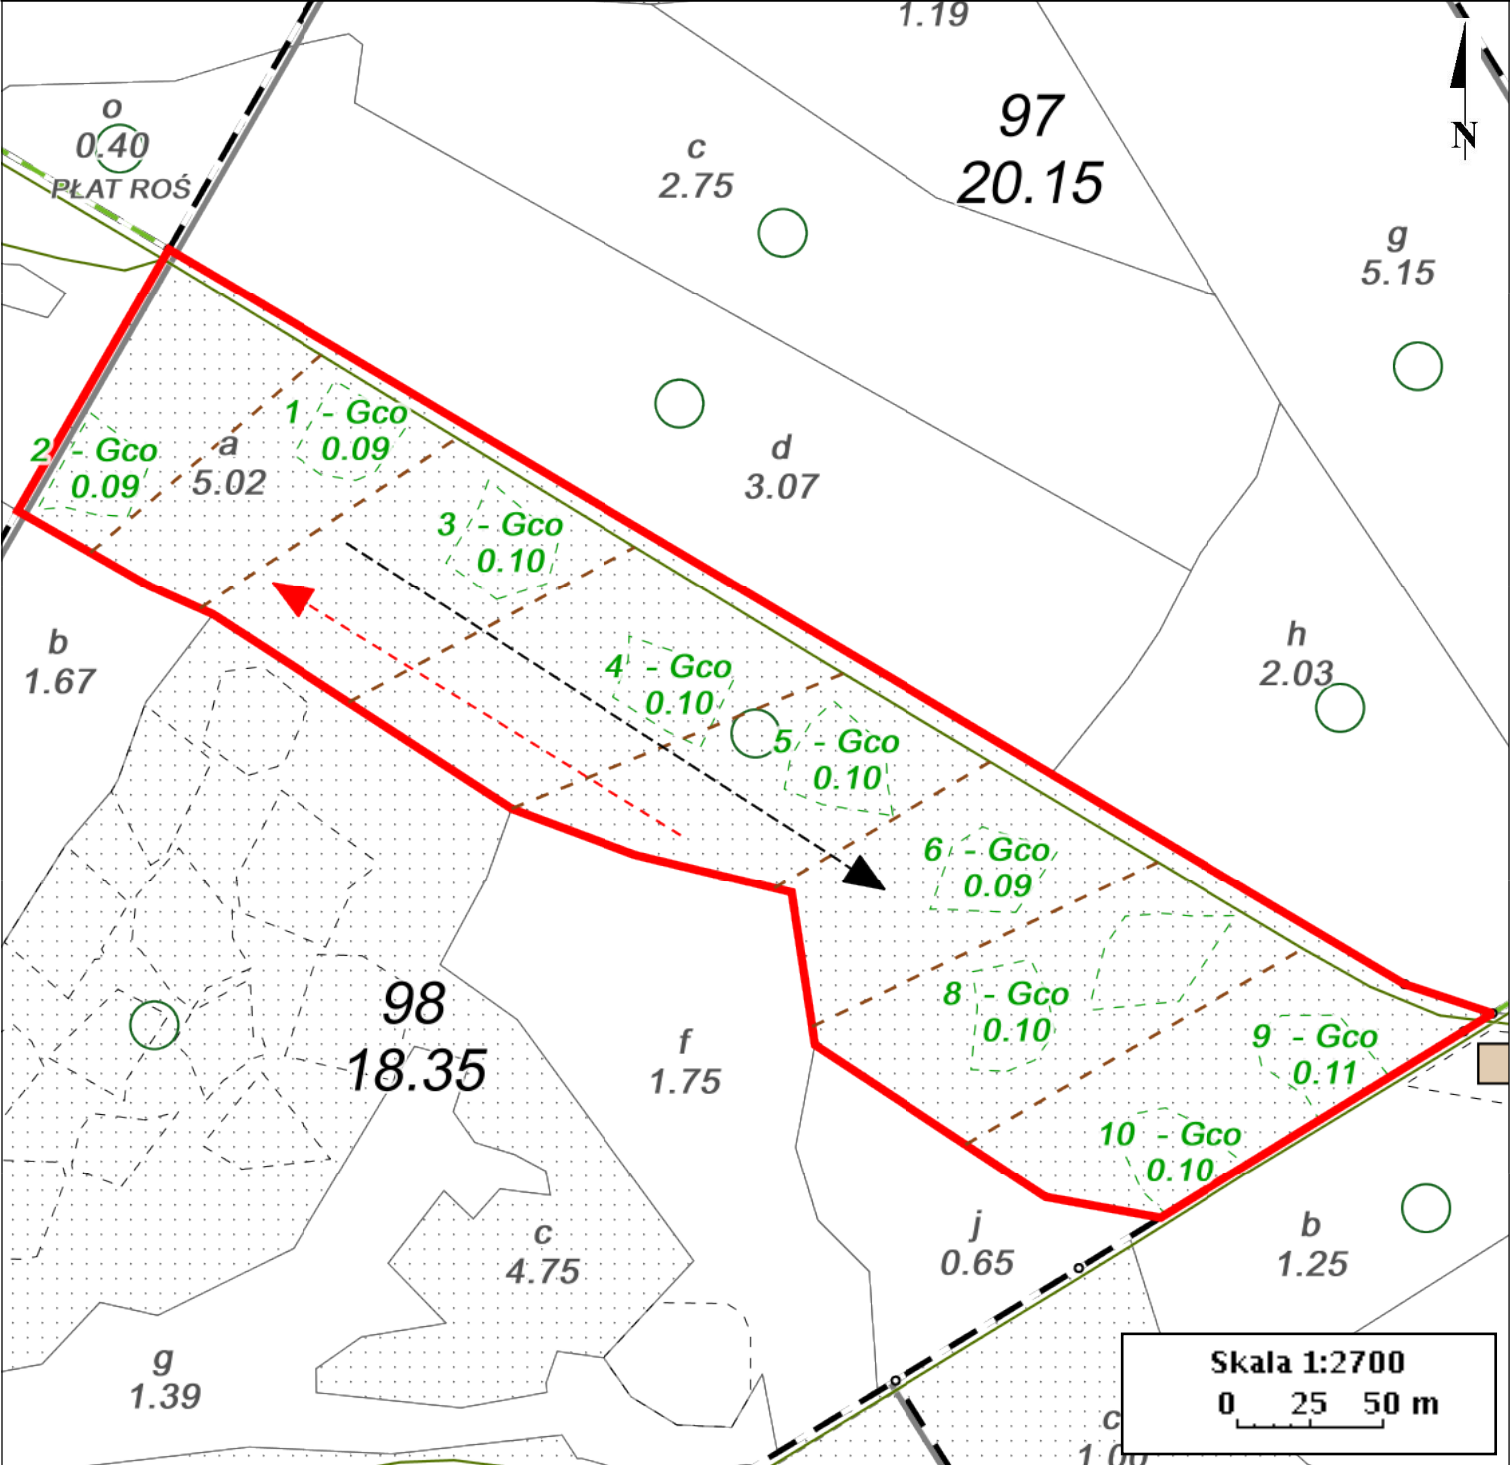 1.19
97
20.15
N
o
0.40
PŁAT ROŚ
c
2.75
g
5.15
1 - Gco
0.09
2 - Gco
0.09
a
5.02
d
3.07
3 - Gco
0.10
b
1.67
h
2.03
4 - Gco
0.10
5 - Gco
0.10
6 - Gco
0.09
98
18.35
8 - Gco
0.10
f
1.75
9 - Gco
0.11
10 - Gco
0.10
c
4.75
j
0.65
b
1.25
g
1.39
Skala 1:2700
0 25 50 m
c
1.00